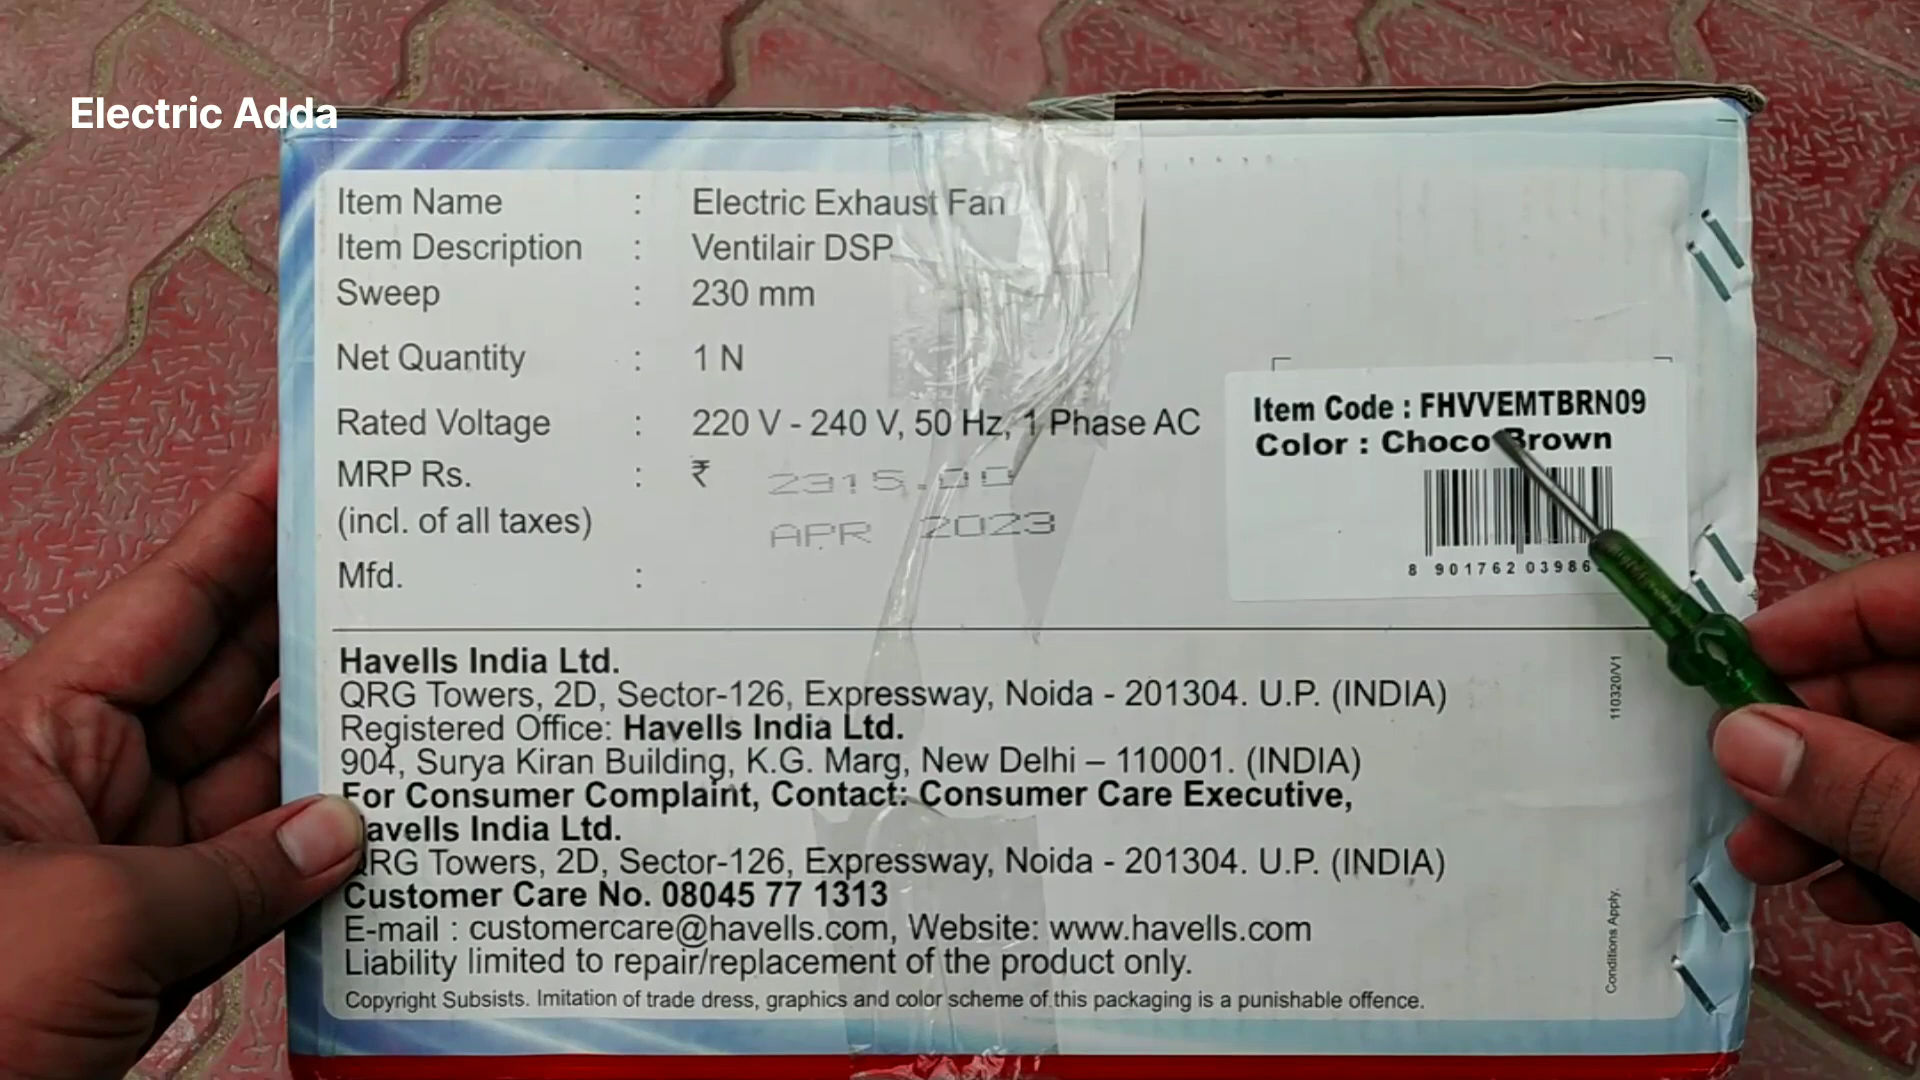 Electric Adda
Item Name : Electric Exhaust Fan
Item Description : Ventilair DSP
Sweep : 230 mm
Net Quantity : 1 N
Rated Voltage : 220 V - 240 V, 50 Hz, 1 Phase AC
MRP Rs. : ₹ 2315.00
(incl. of all taxes) APR 2023
Mfd. :
Item Code : FHVVEMTBRN09
Color : Choco Brown
8 901762 03986
Havells India Ltd.
QRG Towers, 2D, Sector-126, Expressway, Noida - 201304. U.P. (INDIA)
Registered Office: Havells India Ltd.
904, Surya Kiran Building, K.G. Marg, New Delhi – 110001. (INDIA)
For Consumer Complaint, Contact: Consumer Care Executive,
Havells India Ltd.
QRG Towers, 2D, Sector-126, Expressway, Noida - 201304. U.P. (INDIA)
Customer Care No. 08045 77 1313
E-mail : customercare@havells.com, Website: www.havells.com
Liability limited to repair/replacement of the product only.
Copyright Subsists. Imitation of trade dress, graphics and color scheme of this packaging is a punishable offence.
110320/V1
Conditions Apply.